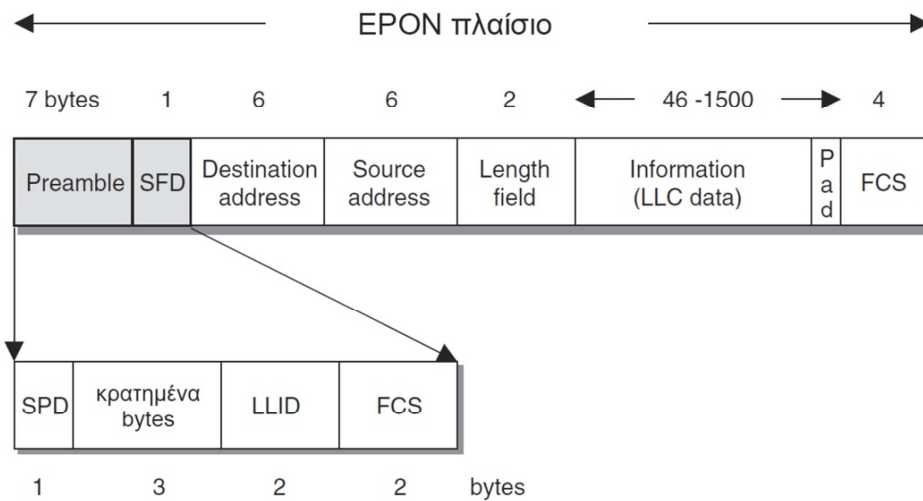 EPON πλαίσιο
7 bytes 1 6 6 2 46 -1500 4
Preamble SFD Destination address Source address Length field Information (LLC data) Pad FCS
SPD κρατημένα bytes LLID FCS
1 3 2 2 bytes